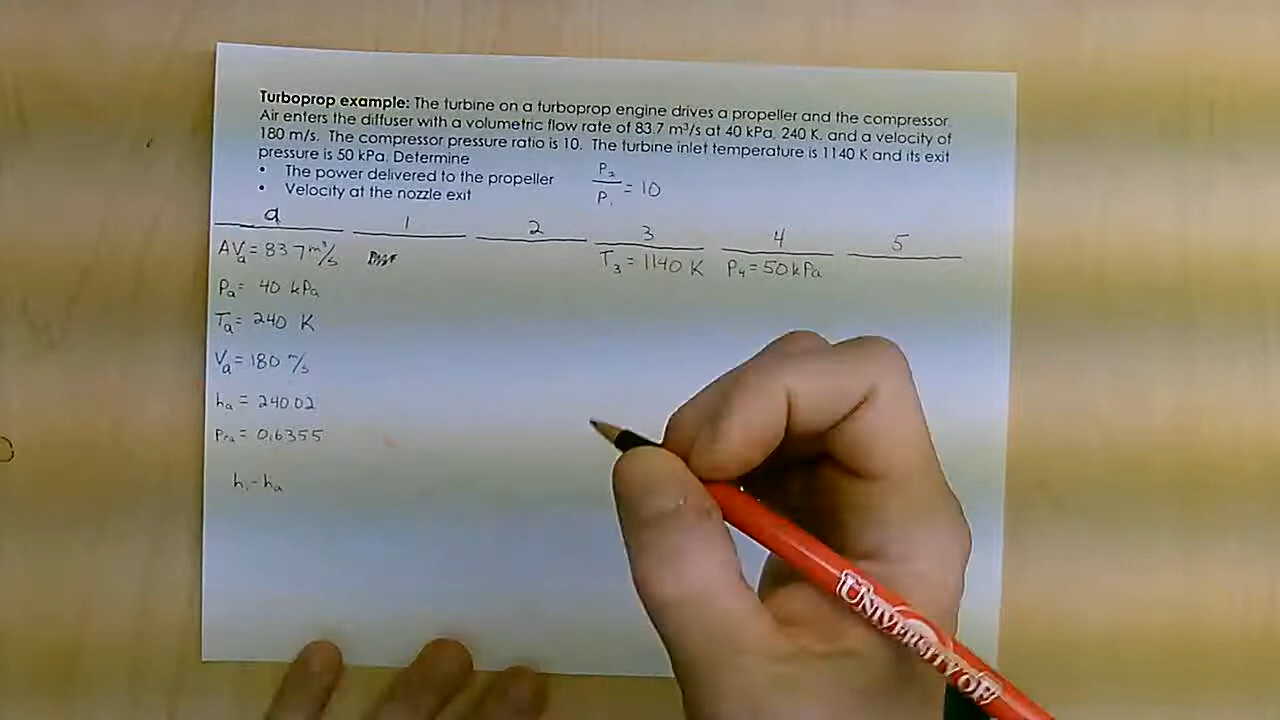 Turboprop example: The turbine on a turboprop engine drives a propeller and the compressor.
Air enters the diffuser with a volumetric flow rate of 83.7 m³/s at 40 kPa, 240 K, and a velocity of
180 m/s. The compressor pressure ratio is 10. The turbine inlet temperature is 1140 K and its exit
pressure is 50 kPa. Determine
• The power delivered to the propeller
• Velocity at the nozzle exit
P₂/P₁ = 10
a 1 2 3 4 5
AVₐ = 83.7 m³/s
T₃ = 1140 K P₄ = 50 kPa
Pₐ = 40 kPa
Tₐ = 240 K
Vₐ = 180 m/s
hₐ = 240.02
Prₐ = 0.6355
h₁ - hₐ
UNIVERSITY OF